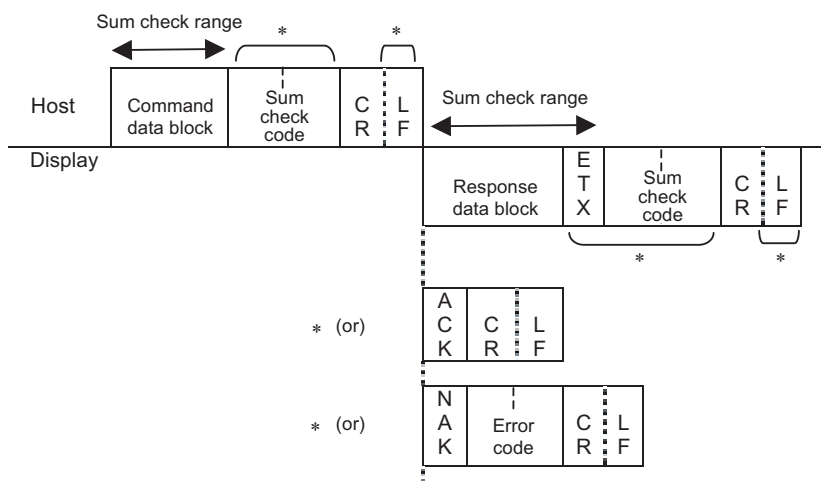 Sum check range
*
*
Host
Command
data block
Sum
check
code
C
R
L
F
Sum check range
Display
Response
data block
E
T
X
Sum
check
code
C
R
L
F
*
*
* (or)
A
C
K
C
R
L
F
* (or)
N
A
K
Error
code
C
R
L
F